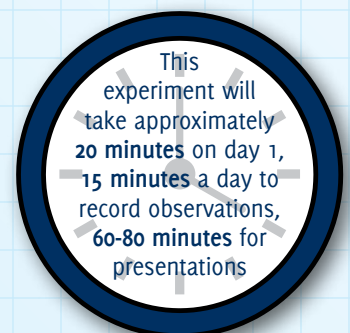 This
experiment will
take approximately
20 minutes on day 1,
15 minutes a day to
record observations,
60-80 minutes for
presentations